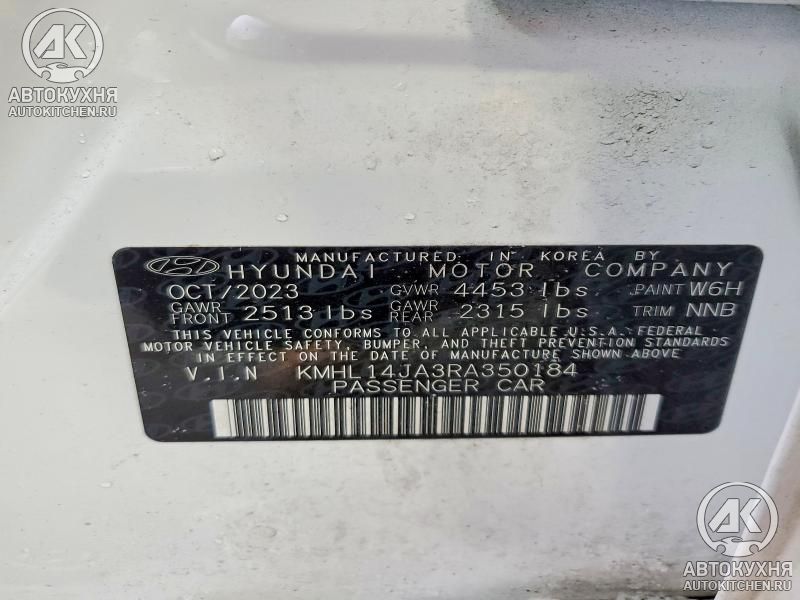 АК
АВТОКУХНЯ
AUTOKITCHEN.RU
MANUFACTURED IN KOREA BY
HYUNDAI MOTOR COMPANY
OCT/2023 GVWR 4453 lbs PAINT W6H
GAWR FRONT 2513 lbs GAWR REAR 2315 lbs TRIM NNB
THIS VEHICLE CONFORMS TO ALL APPLICABLE U.S.A. FEDERAL
MOTOR VEHICLE SAFETY, BUMPER, AND THEFT PREVENTION STANDARDS
IN EFFECT ON THE DATE OF MANUFACTURE SHOWN ABOVE
V.I.N KMHL14JA3RA350184
PASSENGER CAR
АК
АВТОКУХНЯ
AUTOKITCHEN.RU